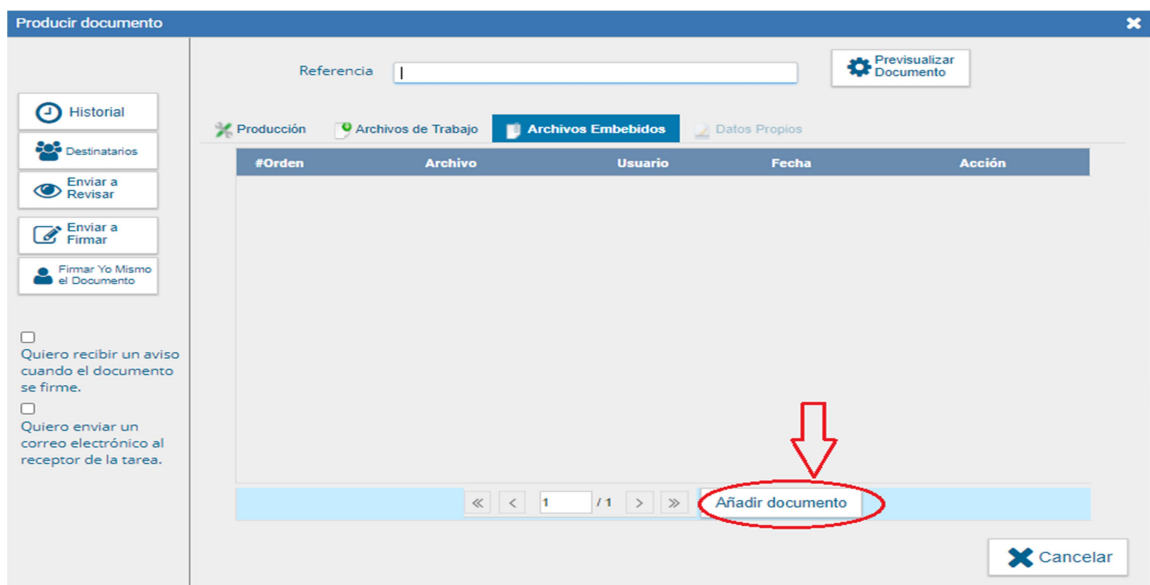 Producir documento
Referencia
Previsualizar
Documento
Historial
Destinatarios
Enviar a
Revisar
Enviar a
Firmar
Firmar Yo Mismo
el Documento
Quiero recibir un aviso
cuando el documento
se firme.
Quiero enviar un
correo electrónico al
receptor de la tarea.
Producción Archivos de Trabajo Archivos Embebidos Datos Propios
#Orden Archivo Usuario Fecha Acción
1 / 1 Añadir documento
Cancelar